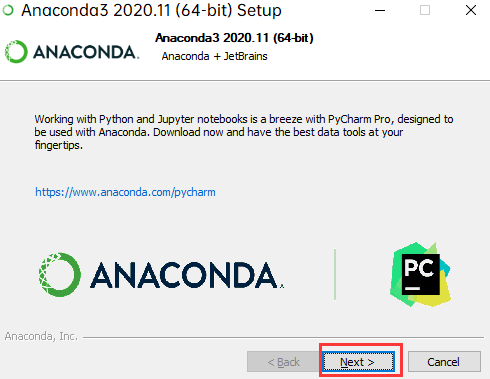 Anaconda3 2020.11 (64-bit) Setup
ANACONDA.
Anaconda3 2020.11 (64-bit)
Anaconda + JetBrains
Working with Python and Jupyter notebooks is a breeze with PyCharm Pro, designed to
be used with Anaconda. Download now and have the best data tools at your
fingertips.
https://www.anaconda.com/pycharm
ANACONDA.
PC
Anaconda, Inc.
< Back
Next >
Cancel